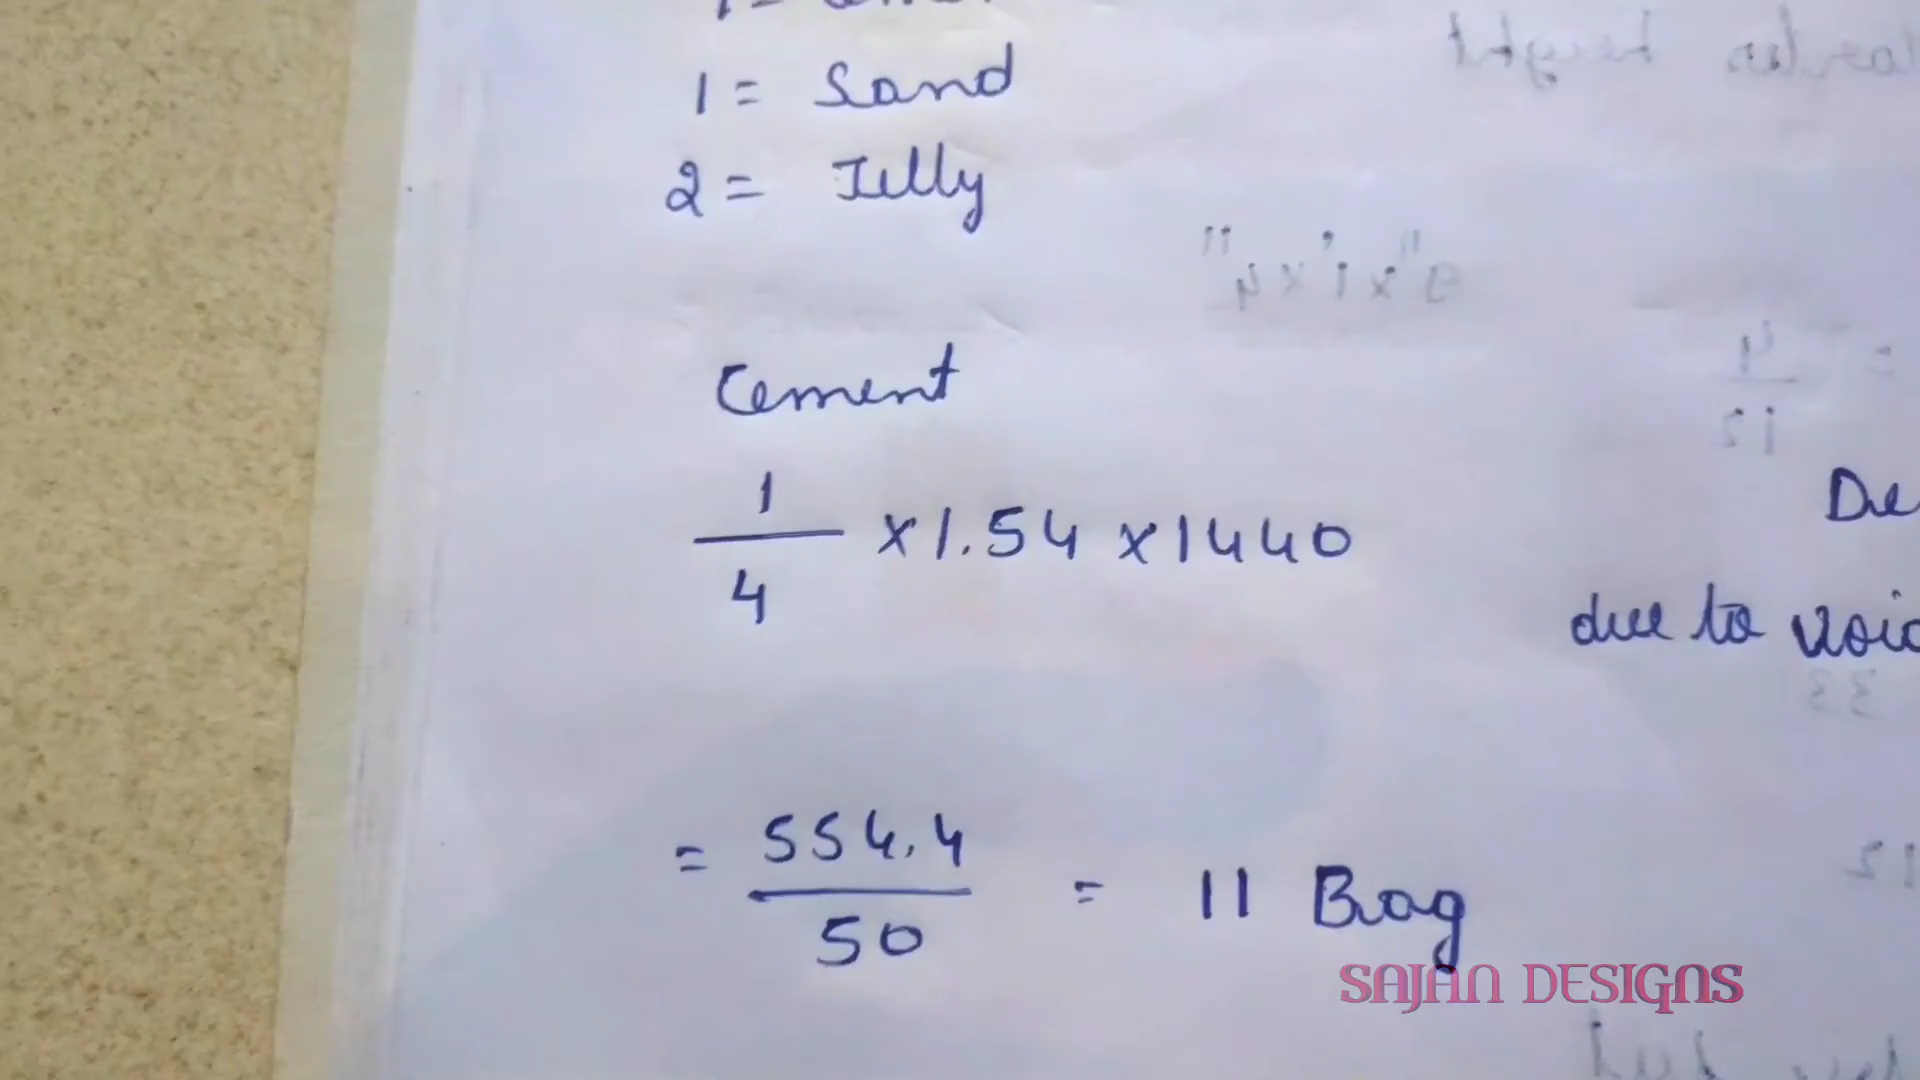 1 = Sand
2 = Jelly
Cement
1/4 × 1.54 × 1440
due to
= 554.4/50 = 11 Bag
SAJAN DESIGNS